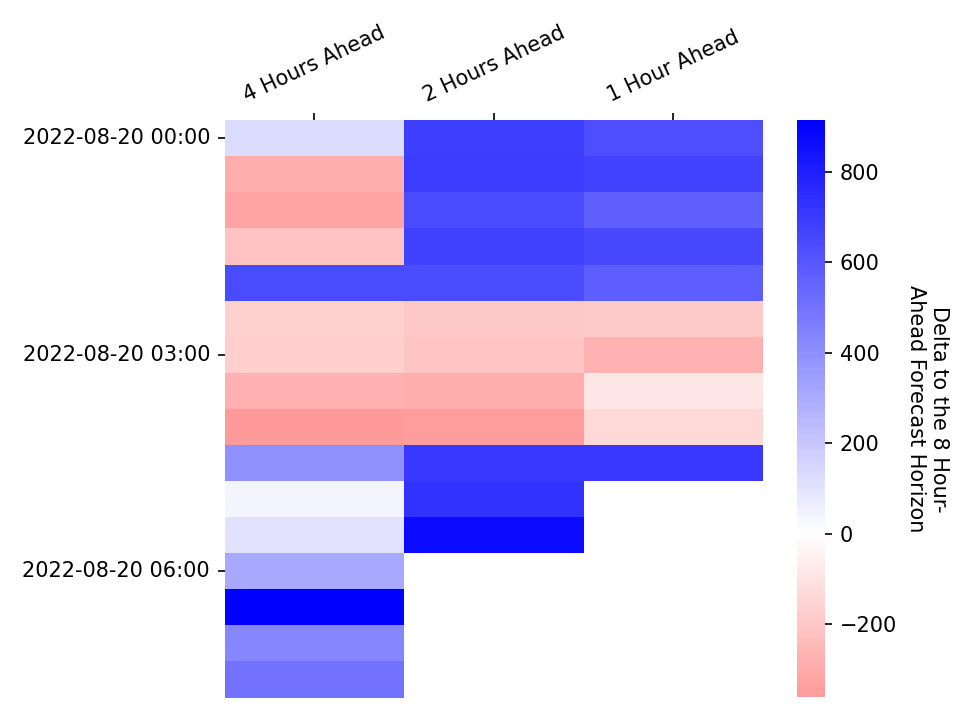 4 Hours Ahead
2 Hours Ahead
1 Hour Ahead
2022-08-20 00:00
2022-08-20 03:00
2022-08-20 06:00
800
600
400
200
0
−200
Delta to the 8 Hour-
Ahead Forecast Horizon